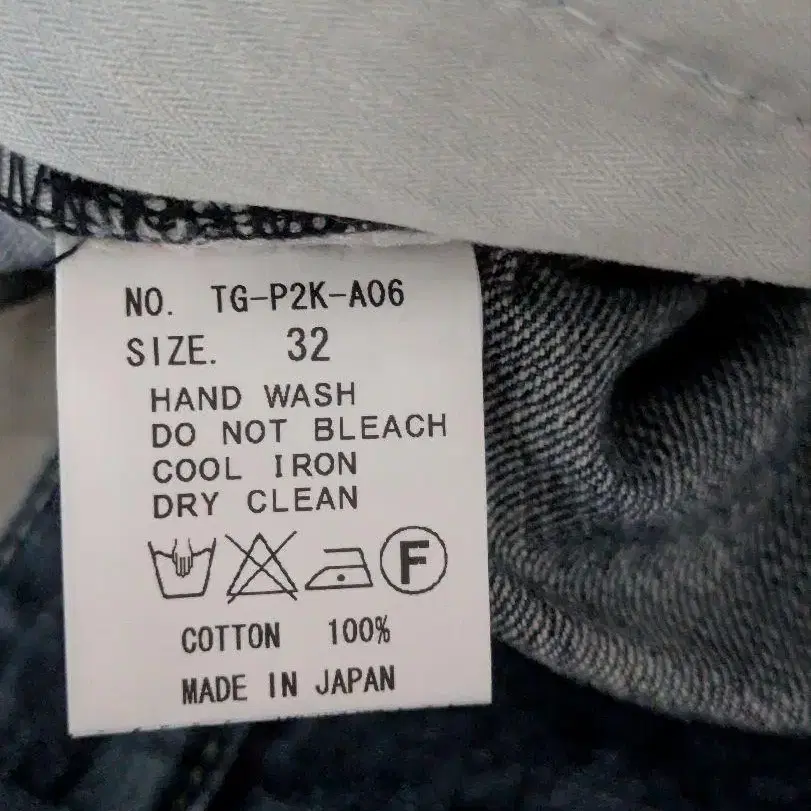 NO. TG-P2K-A06
SIZE. 32
HAND WASH
DO NOT BLEACH
COOL IRON
DRY CLEAN
F
COTTON 100%
MADE IN JAPAN